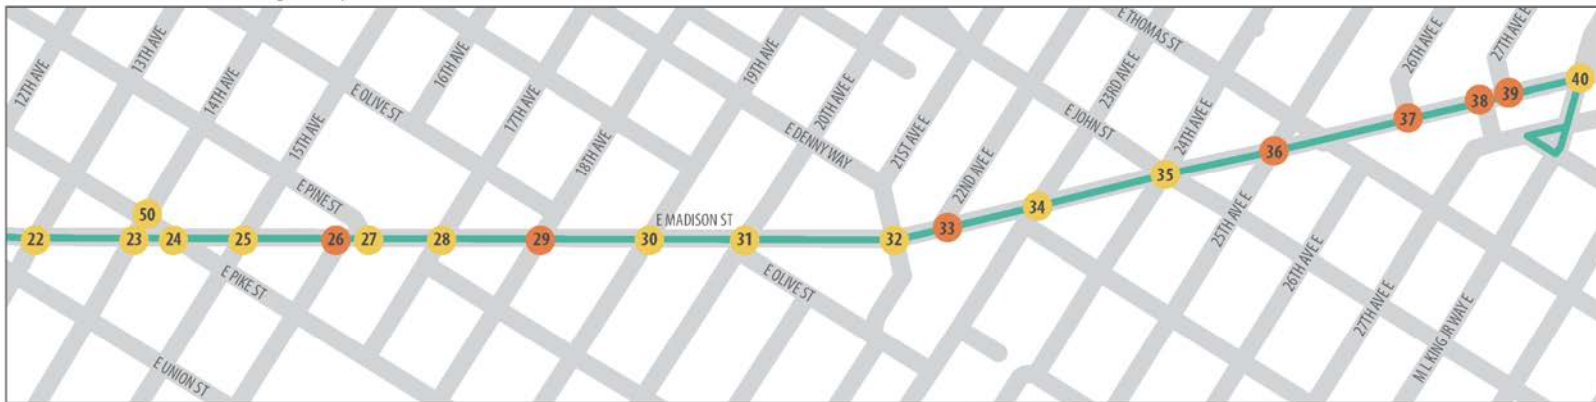 12TH AVE
13TH AVE
14TH AVE
15TH AVE
E OLIVE ST
16TH AVE
17TH AVE
18TH AVE
19TH AVE
20TH AVE E
E DENNY WAY
21ST AVE E
22ND AVE E
E JOHN ST
23RD AVE E
E THOMAS ST
24TH AVE E
25TH AVE E
26TH AVE E
27TH AVE E
26TH AVE E
27TH AVE E
M L KING JR WAY E
E PINE ST
E MADISON ST
E PIKE ST
E OLIVE ST
E UNION ST
22
23
50
24
25
26
27
28
29
30
31
32
33
34
35
36
37
38
39
40